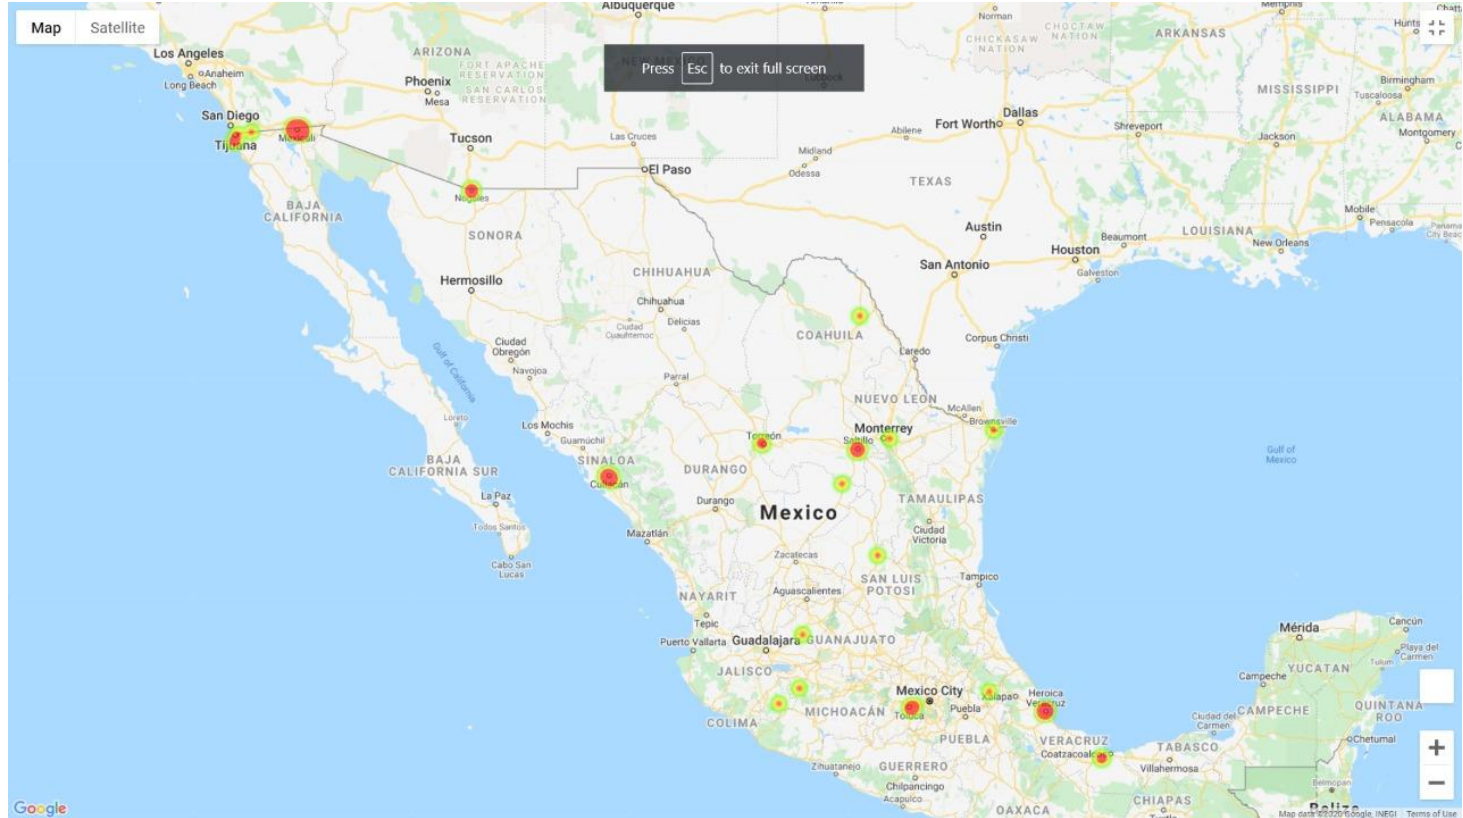 Map Satellite
Albuquerque
Norman
CHICKASAW NATION
CHOCTAW NATION
ARKANSAS
Memphis
Los Angeles
Anaheim
Long Beach
ARIZONA
FORT APACHE RESERVATION
SAN CARLOS RESERVATION
NEW MEXICO
Press Esc to exit full screen
Lubbock
Phoenix
Mesa
Birmingham
Tuscaloosa
MISSISSIPPI
ALABAMA
Montgomery
San Diego
Tijuana
Mexicali
Tucson
Las Cruces
Abilene
Fort Worth
Dallas
Shreveport
Jackson
Midland
Odessa
El Paso
TEXAS
Nogales
BAJA CALIFORNIA
SONORA
Austin
Houston
Beaumont
LOUISIANA
Mobile
Pensacola
New Orleans
San Antonio
Galveston
CHIHUAHUA
Hermosillo
Chihuahua
Ciudad Cuauhtemoc
Delicias
COAHUILA
Corpus Christi
Laredo
Gulf of California
Ciudad Obregón
Navojoa
Parral
NUEVO LEON
McAllen
Brownsville
Loreto
Los Mochis
Guamúchil
Torreón
Saltillo
Monterrey
Gulf of Mexico
BAJA CALIFORNIA SUR
SINALOA
Culiacán
DURANGO
La Paz
Durango
Mexico
TAMAULIPAS
Todos Santos
Mazatlán
Ciudad Victoria
Cabo San Lucas
Zacatecas
SAN LUIS POTOSI
Tampico
NAYARIT
Aguascalientes
Tepic
Puerto Vallarta
Guadalajara
GUANAJUATO
Mérida
Cancún
Playa del Carmen
Tulum
JALISCO
YUCATAN
Campeche
Mexico City
Xalapa
Heroica Veracruz
COLIMA
MICHOACÁN
Toluca
Puebla
Ciudad del Carmen
CAMPECHE
QUINTANA ROO
PUEBLA
VERACRUZ
Coatzacoalcos
TABASCO
Chetumal
Zihuatanejo
GUERRERO
Villahermosa
Chilpancingo
Acapulco
Belmopan
OAXACA
CHIAPAS
Belize
Google
Map data ©2020 Google, INEGI Terms of Use